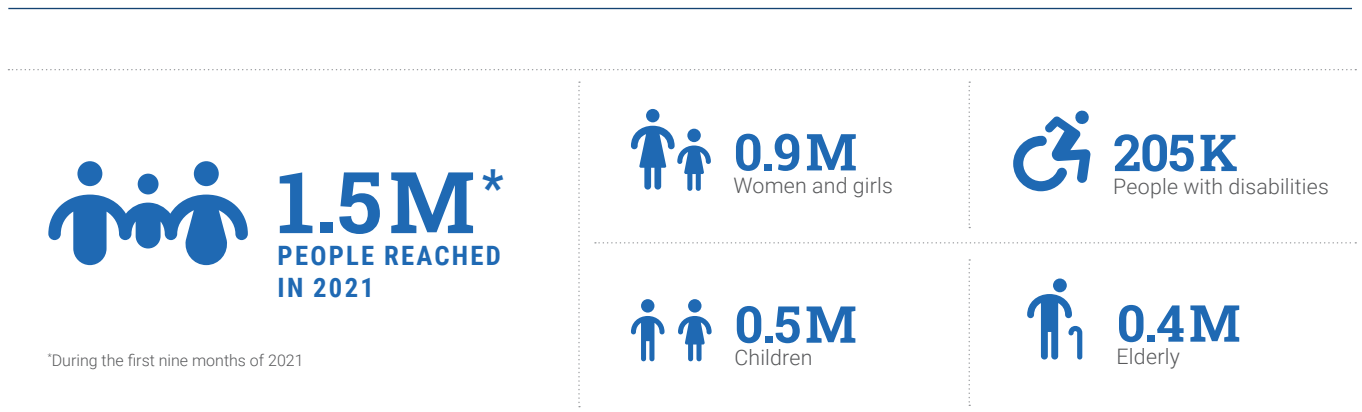 1.5M*
PEOPLE REACHED
IN 2021
*During the first nine months of 2021
0.9M
Women and girls
205K
People with disabilities
0.5M
Children
0.4M
Elderly